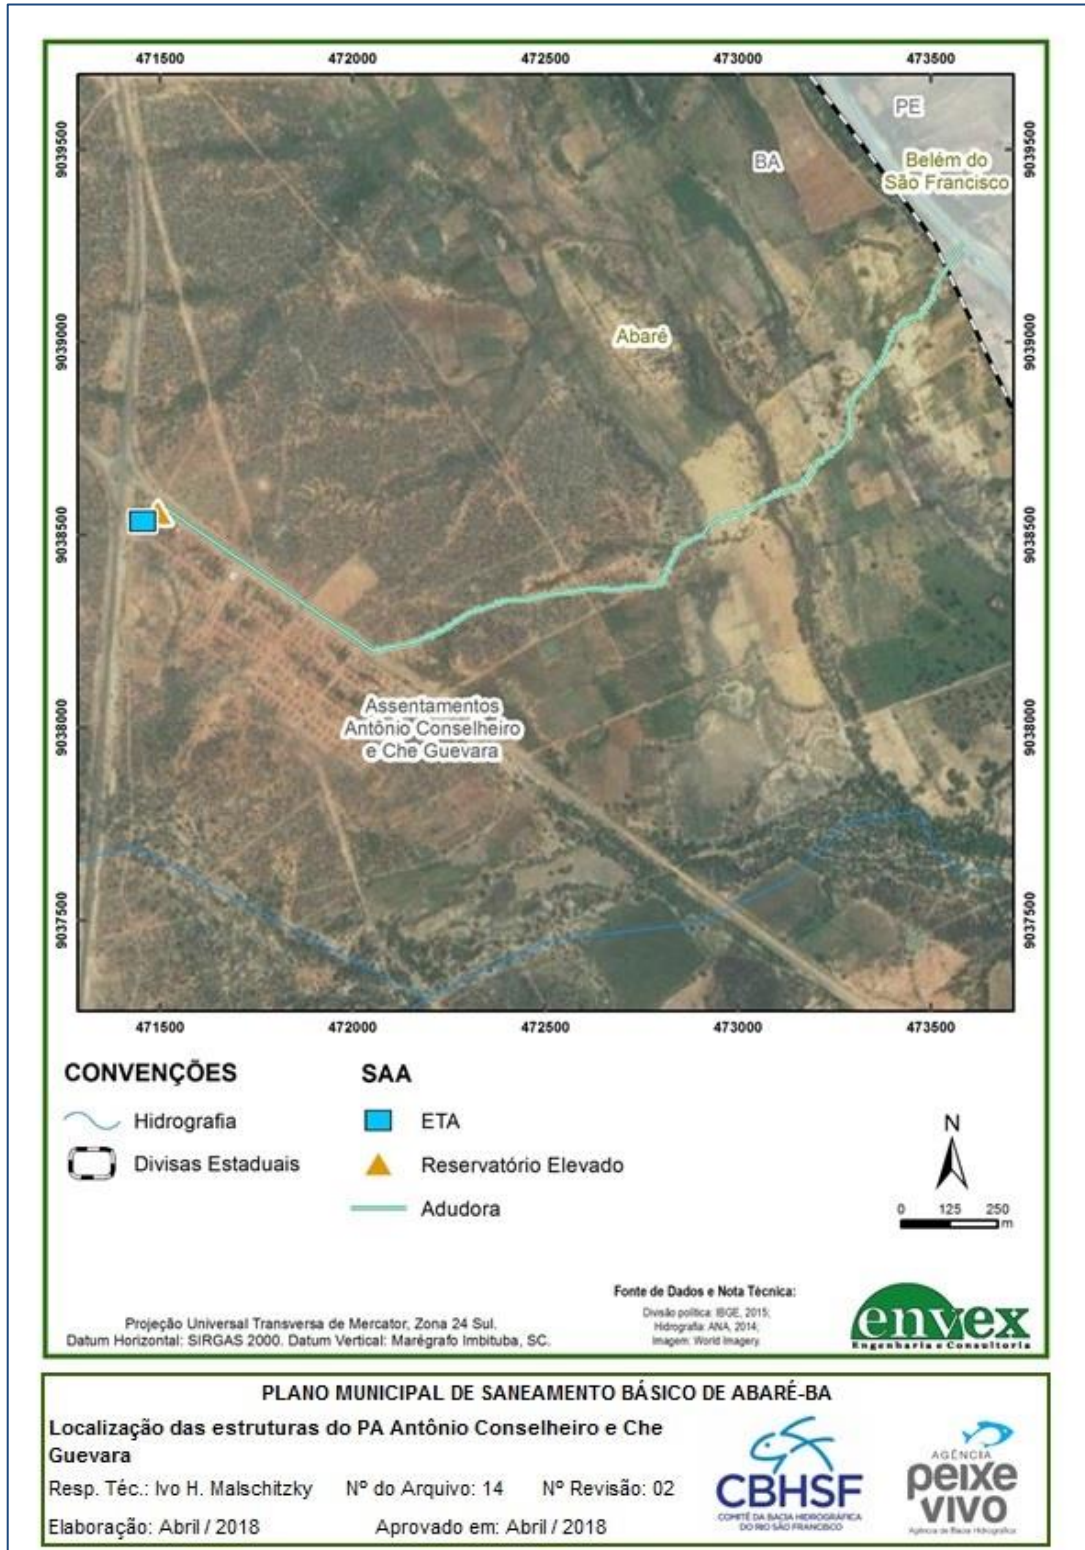 471500 472000 472500 473000 473500
PE
BA
Belém do
São Francisco
9039500
9039500
Abaré
9039000
9039000
9038500
9038500
Assentamentos
Antônio Conselheiro
e Che Guevara
9038000
9038000
9037500
9037500
471500 472000 472500 473000 473500
CONVENÇÕES
Hidrografia
Divisas Estaduais
SAA
ETA
Reservatório Elevado
Adudora
N
0 125 250
m
Projeção Universal Transversa de Mercator, Zona 24 Sul.
Datum Horizontal: SIRGAS 2000. Datum Vertical: Marégrafo Imbituba, SC.
Fonte de Dados e Nota Técnica:
Divisão política: IBGE, 2015;
Hidrografia: ANA, 2014;
Imagem: World Imagery.
envex
Engenharia e Consultoria
PLANO MUNICIPAL DE SANEAMENTO BÁSICO DE ABARÉ-BA
Localização das estruturas do PA Antônio Conselheiro e Che
Guevara
Resp. Téc.: Ivo H. Malschitzky Nº do Arquivo: 14 Nº Revisão: 02
Elaboração: Abril / 2018 Aprovado em: Abril / 2018
CBHSF
COMITÊ DA BACIA HIDROGRÁFICA
DO RIO SÃO FRANCISCO
AGÊNCIA
peixe
vivo
Agência de Bacia Hidrográfica